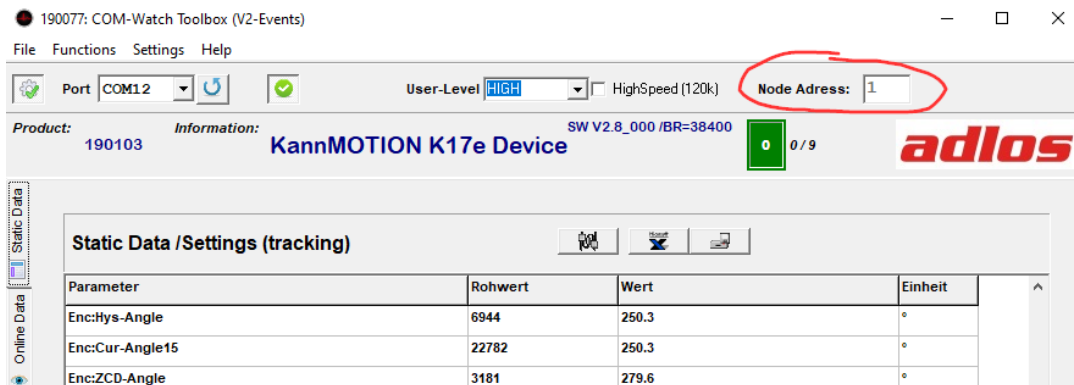 190077: COM-Watch Toolbox (V2-Events)
File Functions Settings Help
Port COM12 User-Level HIGH HighSpeed (120k) Node Adress: 1
Product: Information: SW V2.8_000 /BR=38400
190103 KannMOTION K17e Device 0 0 / 9 adlos
Static Data
Online Data
Static Data /Settings (tracking)
Parameter Rohwert Wert Einheit
Enc:Hys-Angle 6944 250.3 °
Enc:Cur-Angle15 22782 250.3 °
Enc:ZCD-Angle 3181 279.6 °